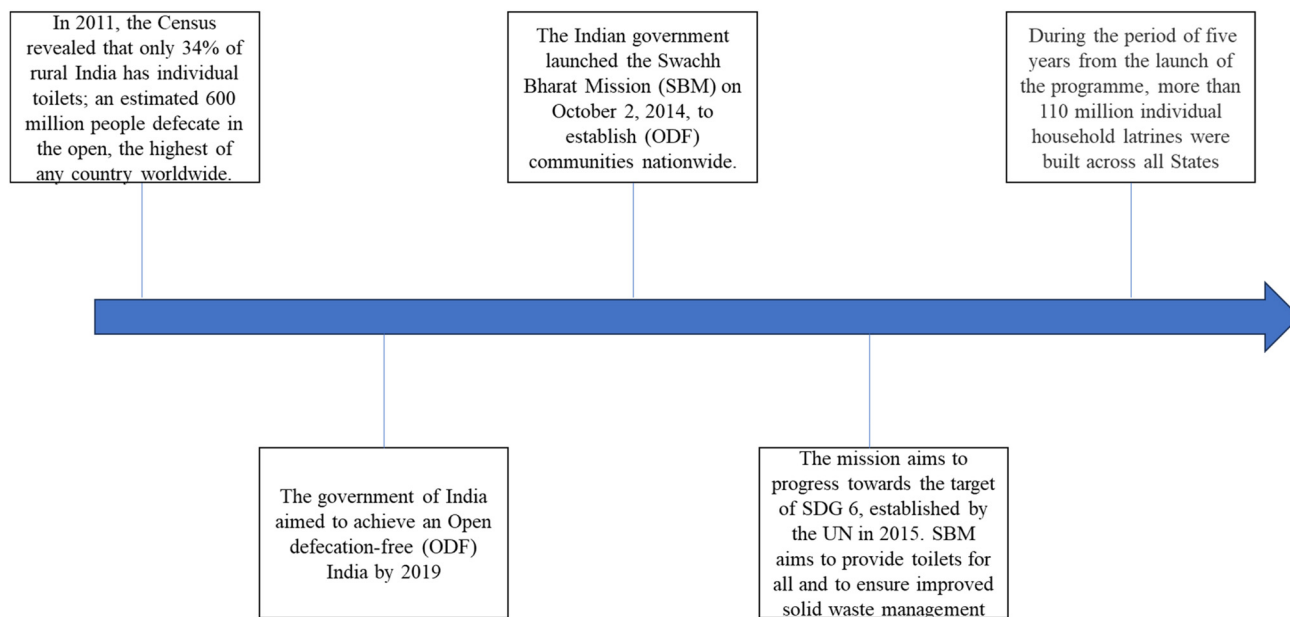 In 2011, the Census
revealed that only 34% of
rural India has individual
toilets; an estimated 600
million people defecate in
the open, the highest of
any country worldwide.
The government of India
aimed to achieve an Open
defecation-free (ODF)
India by 2019
The Indian government
launched the Swachh
Bharat Mission (SBM) on
October 2, 2014, to
establish (ODF)
communities nationwide.
The mission aims to
progress towards the target
of SDG 6, established by
the UN in 2015. SBM
aims to provide toilets for
all and to ensure improved
solid waste management
During the period of five
years from the launch of
the programme, more than
110 million individual
household latrines were
built across all States